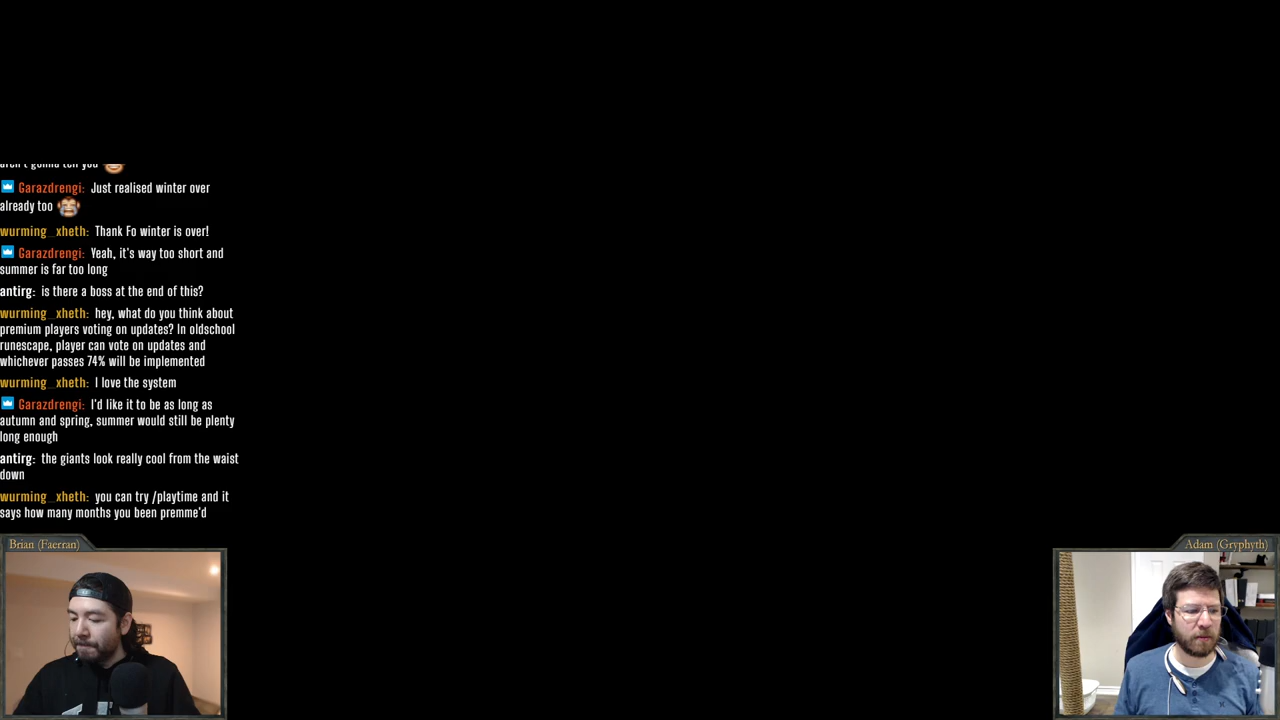 aren't gonna tell you
Garazdrengi: Just realised winter over
already too
wurming_xheth: Thank Fo winter is over!
Garazdrengi: Yeah, it's way too short and
summer is far too long
antirg: is there a boss at the end of this?
wurming_xheth: hey, what do you think about
premium players voting on updates? In oldschool
runescape, player can vote on updates and
whichever passes 74% will be implemented
wurming_xheth: I love the system
Garazdrengi: I'd like it to be as long as
autumn and spring, summer would still be plenty
long enough
antirg: the giants look really cool from the waist
down
wurming_xheth: you can try /playtime and it
says how many months you been premme'd
Brian (Faerran)
Adam (Gryphyth)